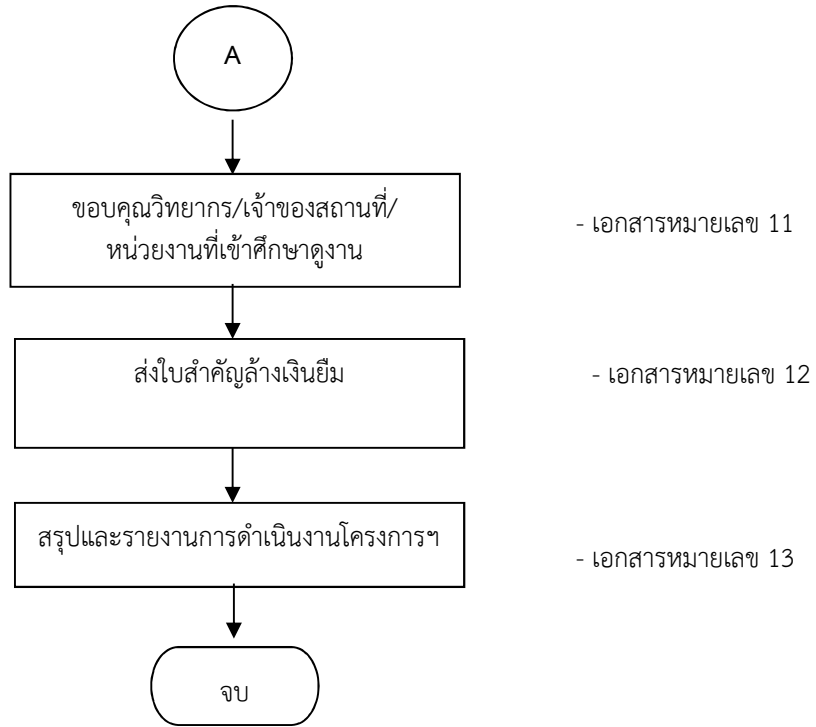 A
ขอบคุณวิทยากร/เจ้าของสถานที่/
หน่วยงานที่เข้าศึกษาดูงาน
- เอกสารหมายเลข 11
ส่งใบสำคัญล้างเงินยืม
- เอกสารหมายเลข 12
สรุปและรายงานการดำเนินงานโครงการฯ
- เอกสารหมายเลข 13
จบ